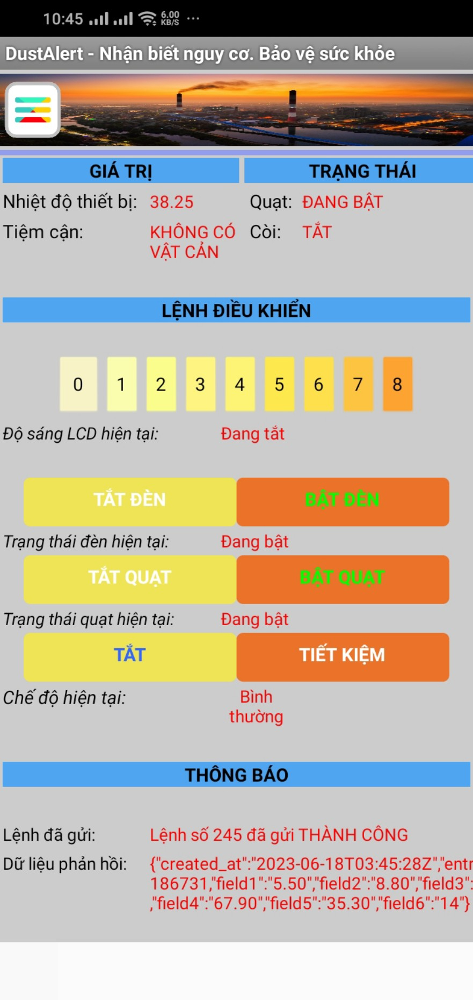 10:45 6.00 KB/S ...
DustAlert - Nhận biết nguy cơ. Bảo vệ sức khỏe
GIÁ TRỊ TRẠNG THÁI
Nhiệt độ thiết bị: 38.25 Quạt: ĐANG BẬT
Tiệm cận: KHÔNG CÓ Còi: TẮT
VẬT CẢN
LỆNH ĐIỀU KHIỂN
0 1 2 3 4 5 6 7 8
Độ sáng LCD hiện tại: Đang tắt
TẮT ĐÈN BẬT ĐÈN
Trạng thái đèn hiện tại: Đang bật
TẮT QUẠT BẬT QUẠT
Trạng thái quạt hiện tại: Đang bật
TẮT TIẾT KIỆM
Chế độ hiện tại: Bình
thường
THÔNG BÁO
Lệnh đã gửi: Lệnh số 245 đã gửi THÀNH CÔNG
Dữ liệu phản hồi: {"created_at":"2023-06-18T03:45:28Z","entr
186731,"field1":"5.50","field2":"8.80","field3":
,"field4":"67.90","field5":"35.30","field6":"14"}